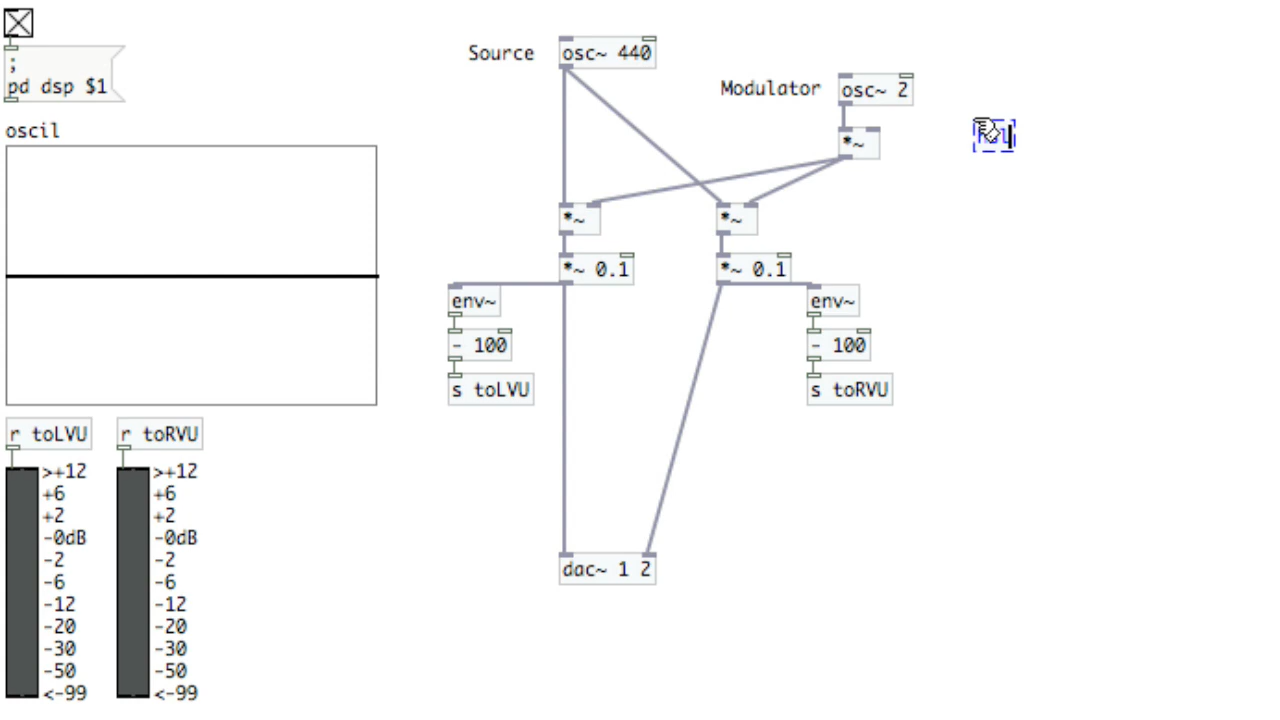 ;
pd dsp $1
oscil
Source
osc~ 440
Modulator
osc~ 2
*~
*~
*~
*~ 0.1
*~ 0.1
env~
env~
- 100
- 100
s toLVU
s toRVU
r toLVU
r toRVU
>+12
+6
+2
-0dB
-2
-6
-12
-20
-30
-50
<-99
>+12
+6
+2
-0dB
-2
-6
-12
-20
-30
-50
<-99
dac~ 1 2